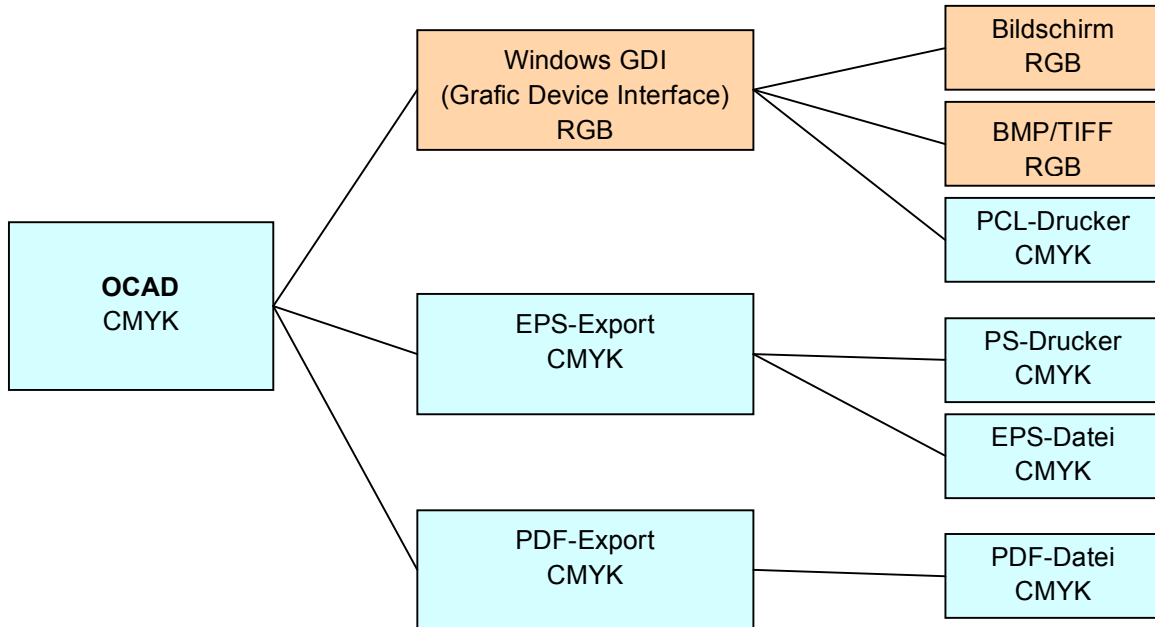 OCAD
CMYK
Windows GDI
(Grafic Device Interface)
RGB
EPS-Export
CMYK
PDF-Export
CMYK
Bildschirm
RGB
BMP/TIFF
RGB
PCL-Drucker
CMYK
PS-Drucker
CMYK
EPS-Datei
CMYK
PDF-Datei
CMYK